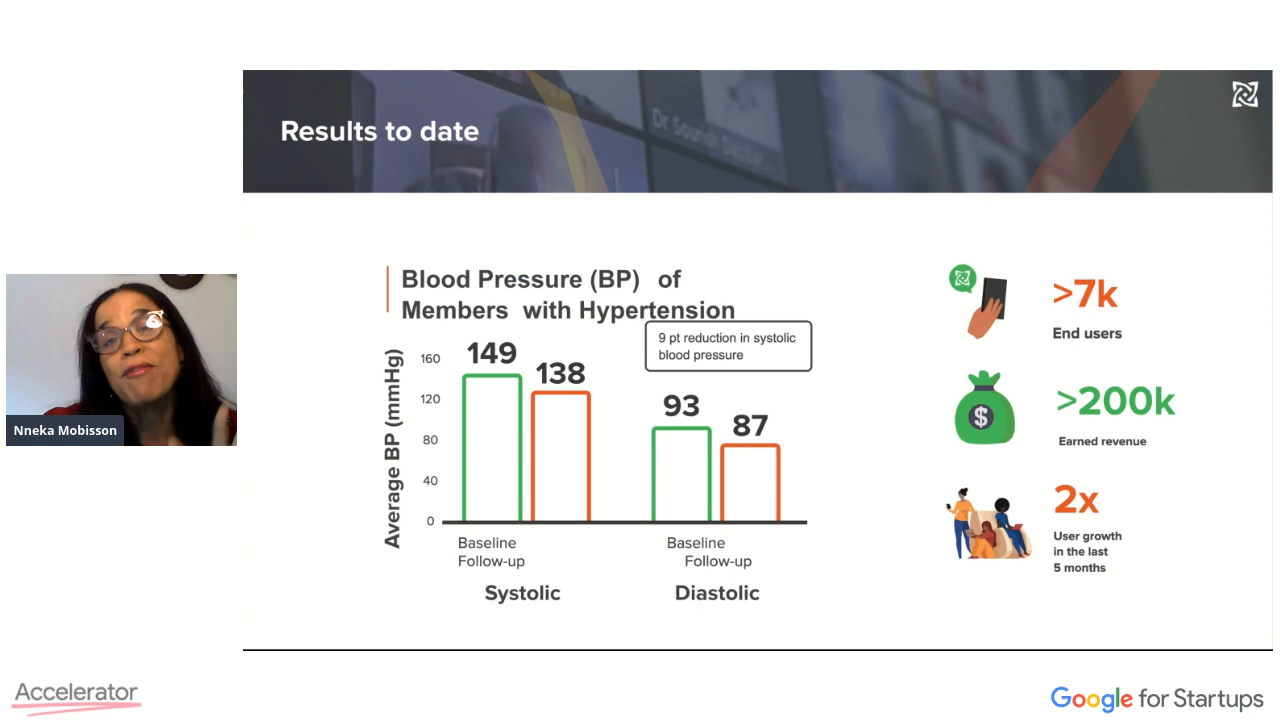 Results to date
Blood Pressure (BP) of
Members with Hypertension
9 pt reduction in systolic
blood pressure
Average BP (mmHg)
160
120
80
40
0
149
138
93
87
Baseline
Follow-up
Systolic
Baseline
Follow-up
Diastolic
>7k
End users
$
>200k
Earned revenue
2x
User growth
in the last
5 months
Nneka Mobisson
Accelerator
Google for Startups